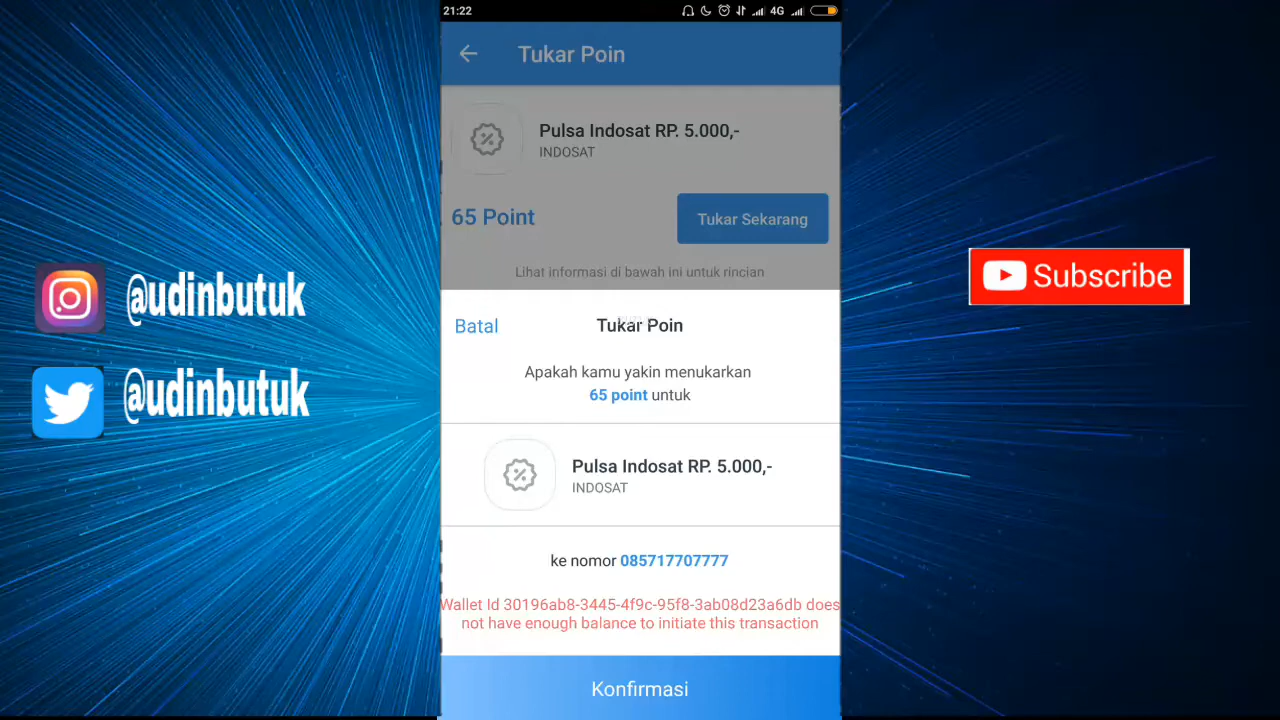 21:22
4G
Tukar Poin
Pulsa Indosat RP. 5.000,-
INDOSAT
65 Point
Tukar Sekarang
Lihat informasi di bawah ini untuk rincian
Batal
Tukar Poin
Apakah kamu yakin menukarkan
65 point untuk
Pulsa Indosat RP. 5.000,-
INDOSAT
ke nomor 085717707777
Wallet Id 30196ab8-3445-4f9c-95f8-3ab08d23a6db does
not have enough balance to initiate this transaction
Konfirmasi
@udinbutuk
@udinbutuk
Subscribe